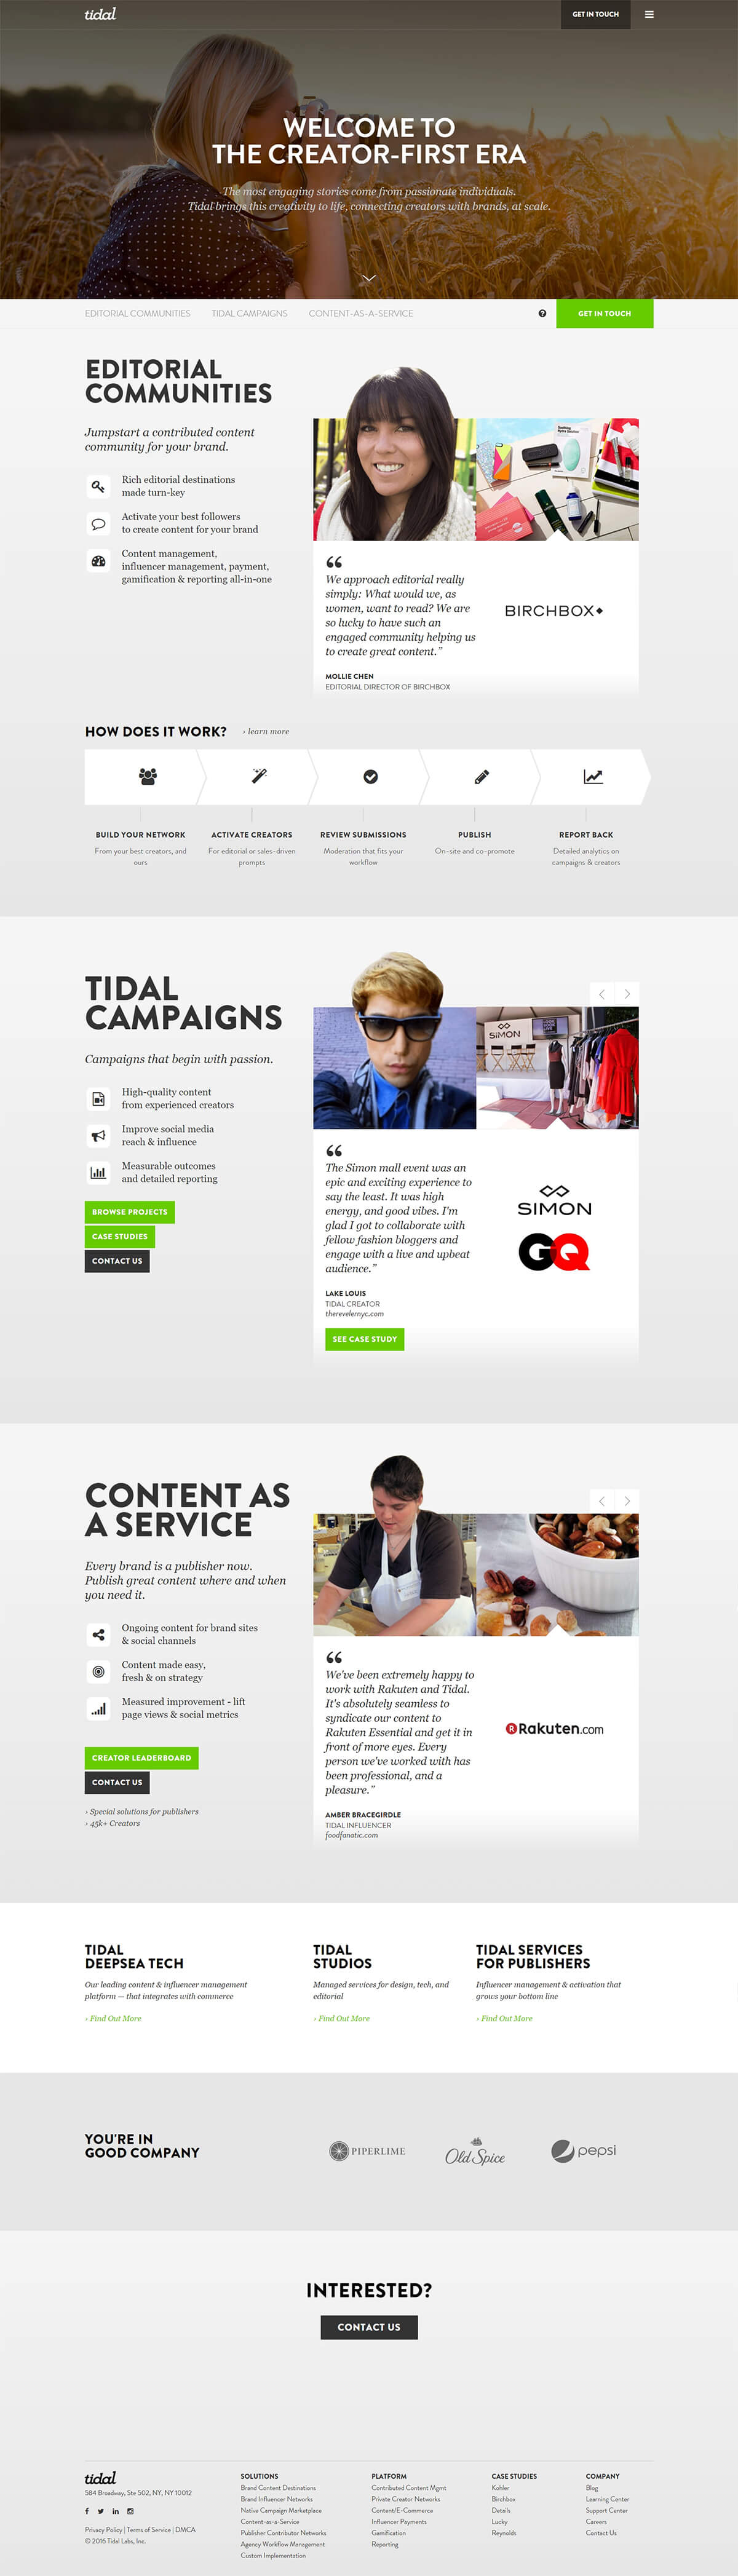 tidal
GET IN TOUCH
WELCOME TO
THE CREATOR-FIRST ERA
The most engaging stories come from passionate individuals.
Tidal brings this creativity to life, connecting creators with brands, at scale.
EDITORIAL COMMUNITIES
TIDAL CAMPAIGNS
CONTENT-AS-A-SERVICE
GET IN TOUCH
EDITORIAL
COMMUNITIES
Jumpstart a contributed content
community for your brand.
Rich editorial destinations
made turn-key
Activate your best followers
to create content for your brand
Content management,
influencer management, payment,
gamification & reporting all-in-one
“
We approach editorial really
simply: What would we, as
women, want to read? We are
so lucky to have such an
engaged community helping us
to create great content.”
MOLLIE CHEN
EDITORIAL DIRECTOR OF BIRCHBOX
BIRCHBOX
HOW DOES IT WORK?
› learn more
BUILD YOUR NETWORK
From your best creators, and
ours
ACTIVATE CREATORS
For editorial or sales-driven
prompts
REVIEW SUBMISSIONS
Moderation that fits your
workflow
PUBLISH
On-site and co-promote
REPORT BACK
Detailed analytics on
campaigns & creators
TIDAL
CAMPAIGNS
Campaigns that begin with passion.
High-quality content
from experienced creators
Improve social media
reach & influence
Measurable outcomes
and detailed reporting
BROWSE PROJECTS
CASE STUDIES
CONTACT US
SIMON
“
The Simon mall event was an
epic and exciting experience to
say the least. It was high
energy, and good vibes. I'm
glad I got to collaborate with
fellow fashion bloggers and
engage with a live and upbeat
audience.”
LAKE LOUIS
TIDAL CREATOR
therevelernyc.com
SEE CASE STUDY
SIMON
GQ
CONTENT AS
A SERVICE
Every brand is a publisher now.
Publish great content where and when
you need it.
Ongoing content for brand sites
& social channels
Content made easy,
fresh & on strategy
Measured improvement - lift
page views & social metrics
CREATOR LEADERBOARD
CONTACT US
› Special solutions for publishers
› 45k+ Creators
“
We've been extremely happy to
work with Rakuten and Tidal.
It's absolutely seamless to
syndicate our content to
Rakuten Essential and get it in
front of more eyes. Every
person we've worked with has
been professional, and a
pleasure.”
AMBER BRACEGIRDLE
TIDAL INFLUENCER
foodfanatic.com
Rakuten.com
TIDAL
DEEPSEA TECH
Our leading content & influencer management
platform — that integrates with commerce
› Find Out More
TIDAL
STUDIOS
Managed services for design, tech, and
editorial
› Find Out More
TIDAL SERVICES
FOR PUBLISHERS
Influencer management & activation that
grows your bottom line
› Find Out More
YOU'RE IN
GOOD COMPANY
PIPERLIME
Old Spice
pepsi
INTERESTED?
CONTACT US
tidal
584 Broadway, Ste 502, NY, NY 10012
Privacy Policy | Terms of Service | DMCA
© 2016 Tidal Labs, Inc.
SOLUTIONS
Brand Content Destinations
Brand Influencer Networks
Native Campaign Marketplace
Content-as-a-Service
Publisher Contributor Networks
Agency Workflow Management
Custom Implementation
PLATFORM
Contributed Content Mgmt
Private Creator Networks
Content/E-Commerce
Influencer Payments
Gamification
Reporting
CASE STUDIES
Kohler
Birchbox
Details
Lucky
Reynolds
COMPANY
Blog
Learning Center
Support Center
Careers
Contact Us